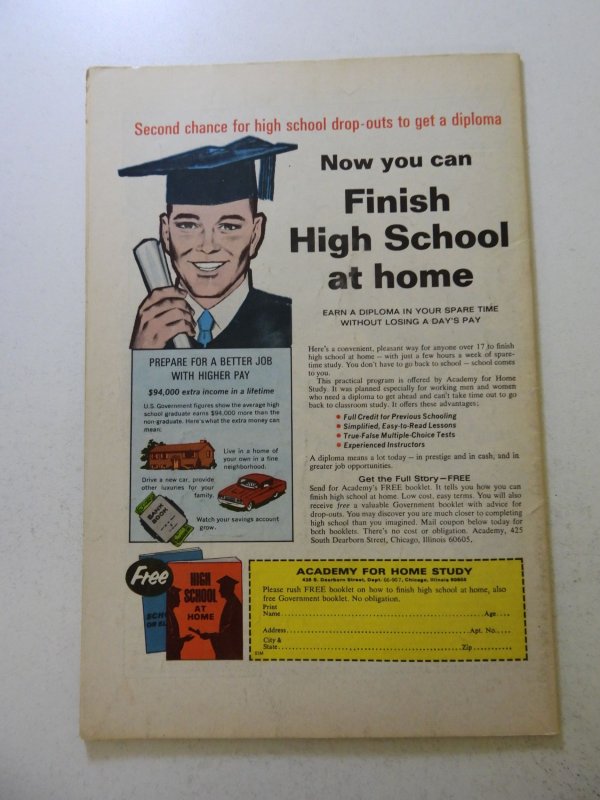 Second chance for high school drop-outs to get a diploma
Now you can
Finish
High School
at home
EARN A DIPLOMA IN YOUR SPARE TIME
WITHOUT LOSING A DAY'S PAY
Here's a convenient, pleasant way for anyone over 17 to finish
high school at home — with just a few hours a week of spare-
time study. You don't have to go back to school — school comes
to you.
This practical program is offered by Academy for Home
Study. It was planned especially for working men and women
who need a diploma to get ahead and can't take time out to go
back to classroom study. It offers these advantages:
• Full Credit for Previous Schooling
• Simplified, Easy-to-Read Lessons
• True-False Multiple-Choice Tests
• Experienced Instructors
A diploma means a lot today — in prestige and in cash, and in
greater job opportunities.
Get the Full Story—FREE
Send for Academy's FREE booklet. It tells you how you can
finish high school at home. Low cost, easy terms. You will also
receive free a valuable Government booklet with advice for
drop-outs. You may discover you are much closer to completing
high school than you imagined. Mail coupon below today for
both booklets. There's no cost or obligation. Academy, 425
South Dearborn Street, Chicago, Illinois 60605.
PREPARE FOR A BETTER JOB
WITH HIGHER PAY
$94,000 extra income in a lifetime
U.S. Government figures show the average high
school graduate earns $94,000 more than the
non-graduate. Here's what the extra money can
mean:
Live in a home of
your own in a fine
neighborhood.
Drive a new car, provide
other luxuries for your
family.
BANK
BOOK
Watch your savings account
grow.
Free
HIGH
SCHOOL
AT
HOME
ACADEMY FOR HOME STUDY
Dearborn Street, Dept. Chicago, Illinois
Please rush FREE booklet on how to finish high school at home, also
free Government booklet. No obligation.
Print
Name Age
Address Apt. No.
City &
State Zip